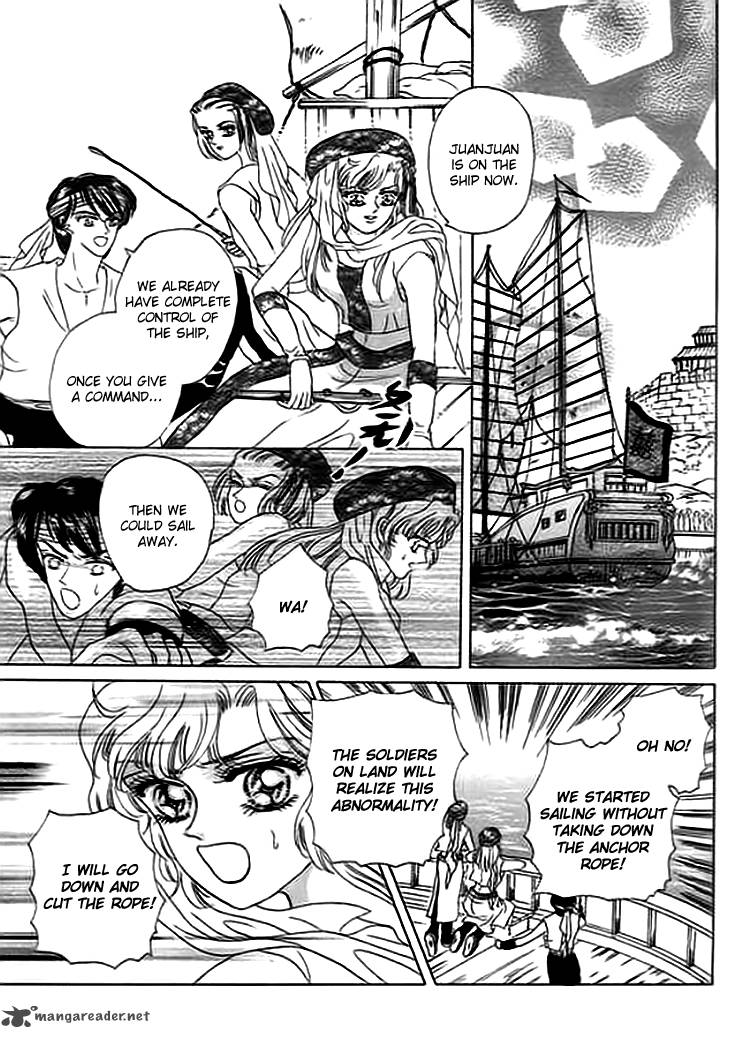 JUANJUAN
IS ON THE
SHIP NOW.
WE ALREADY
HAVE COMPLETE
CONTROL OF
THE SHIP,
ONCE YOU GIVE
A COMMAND...
THEN WE
COULD SAIL
AWAY.
WA!
OH NO!
WE STARTED
SAILING WITHOUT
TAKING DOWN
THE ANCHOR
ROPE!
THE SOLDIERS
ON LAND WILL
REALIZE THIS
ABNORMALITY!
I WILL GO
DOWN AND
CUT THE ROPE!
mangareader.net